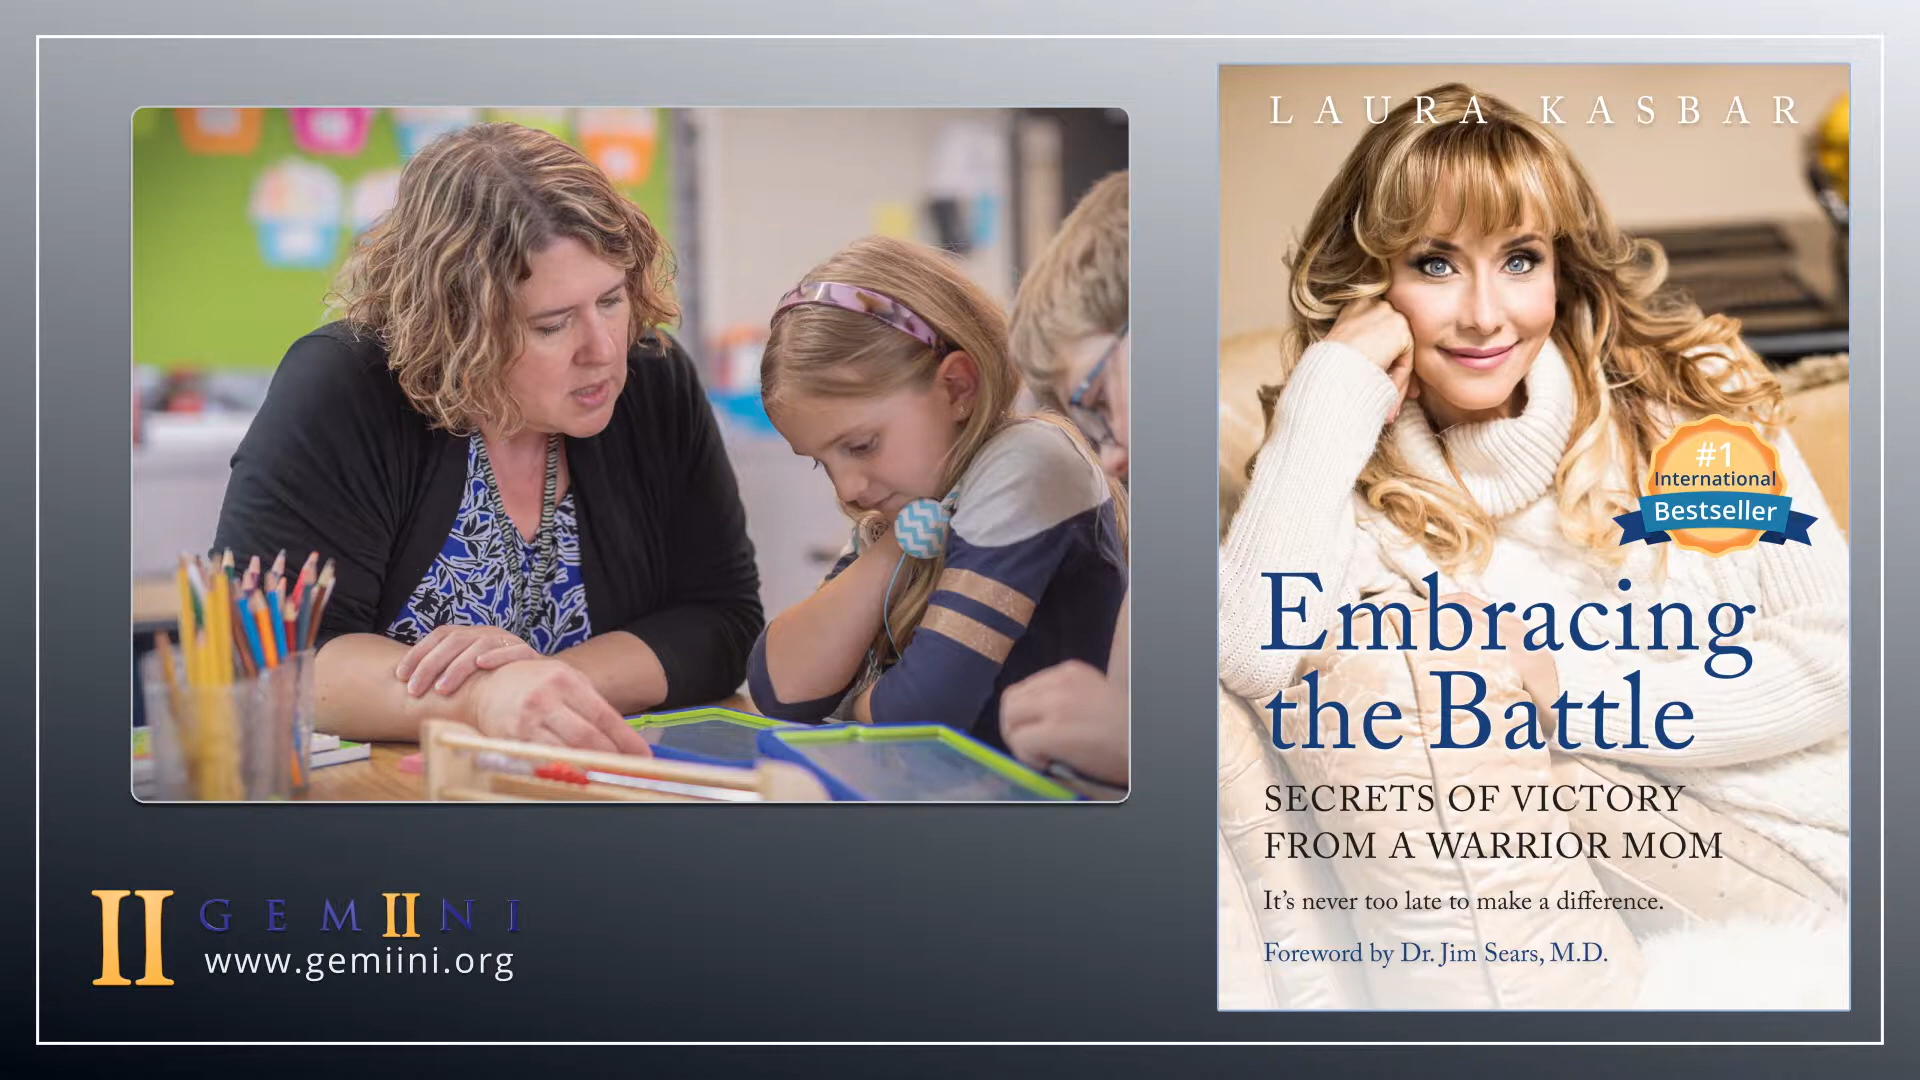 LAURA KASBAR
#1
International
Bestseller
Embracing
the Battle
SECRETS OF VICTORY
FROM A WARRIOR MOM
It's never too late to make a difference.
Foreword by Dr. Jim Sears, M.D.
II GEMIINI
www.gemiini.org